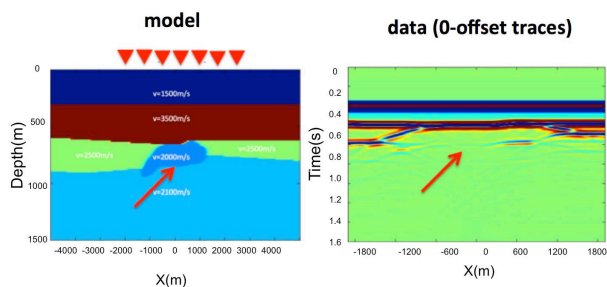 model
data (0-offset traces)
Depth(m)
0
500
1000
1500
v=1500m/s
v=3500m/s
v=2500m/s
v=2000m/s
v=2500m/s
v=2100m/s
-4000 -3000 -2000 -1000 0 1000 2000 3000 4000
X(m)
Time(s)
0
0.2
0.4
0.6
0.8
1.0
1.2
1.4
1.6
-1800 -1200 -600 0 600 1200 1800
X(m)